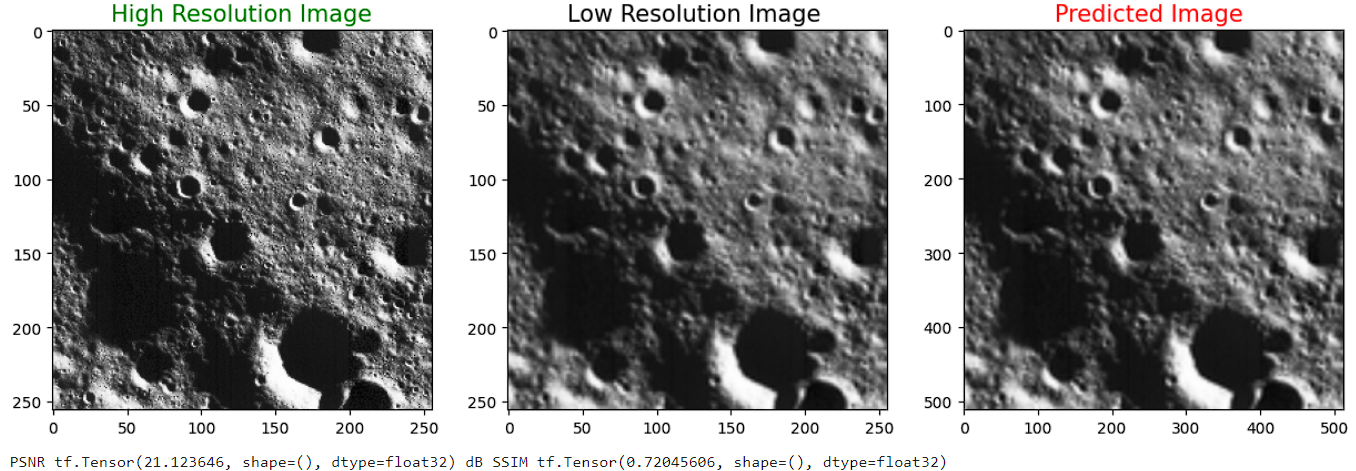 High Resolution Image Low Resolution Image Predicted Image
0 0 0
50 50 100
100 100 200
150 150 300
200 200 400
250 250 500
0 50 100 150 200 250 0 50 100 150 200 250 0 100 200 300 400 500
PSNR tf.Tensor(21.123646, shape=(), dtype=float32) dB SSIM tf.Tensor(0.72045606, shape=(), dtype=float32)